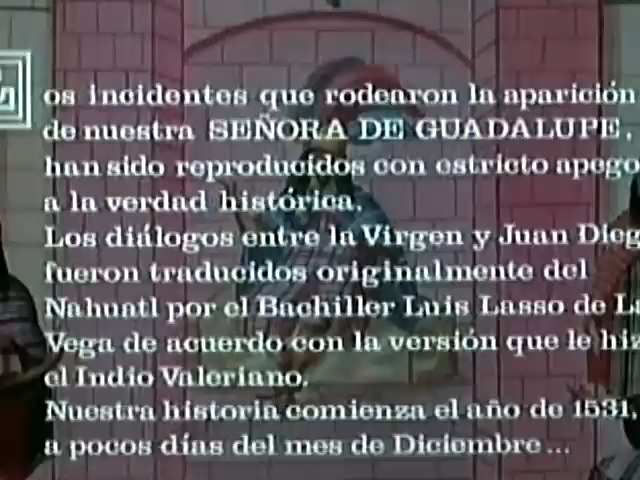 Los incidentes que rodearon la aparición
de nuestra SEÑORA DE GUADALUPE,
han sido reproducidos con estricto apego
a la verdad histórica.
Los diálogos entre la Virgen y Juan Dieg
fueron traducidos originalmente del
Nahuatl por el Bachiller Luis Lasso de La
Vega de acuerdo con la versión que le hiz
el Indio Valeriano.
Nuestra historia comienza el año de 1531,
a pocos días del mes de Diciembre...